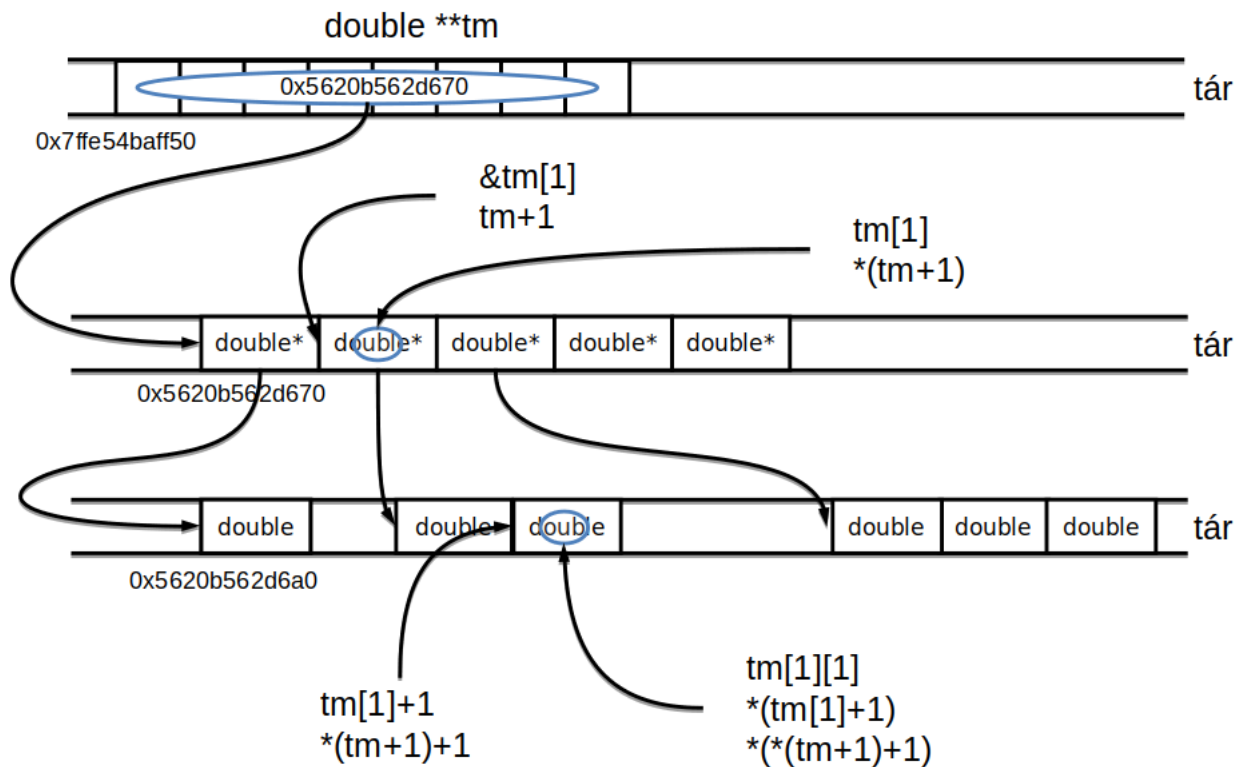 double **tm
0x5620b562d670
tár
0x7ffe54baff50
&tm[1]
tm+1
tm[1]
*(tm+1)
double* double* double* double* double*
tár
0x5620b562d670
double double double double double double
tár
0x5620b562d6a0
tm[1]+1
*(tm+1)+1
tm[1][1]
*(tm[1]+1)
*(*(tm+1)+1)